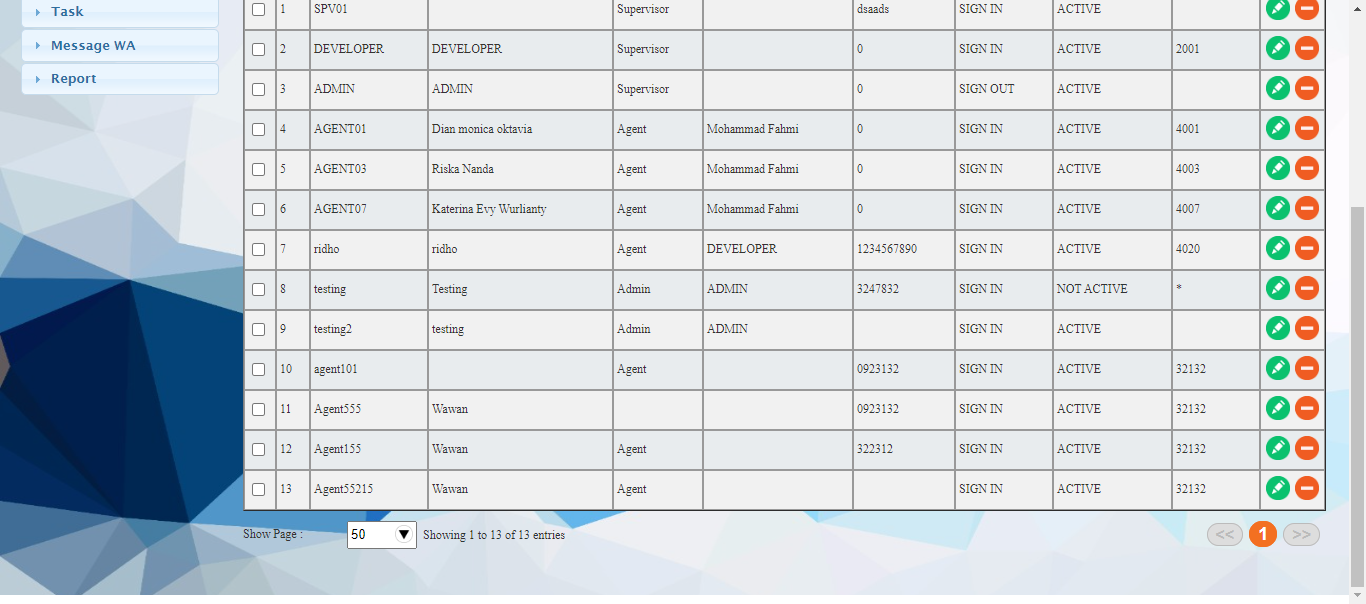 Task
Message WA
Report
1 SPV01 Supervisor dsaads SIGN IN ACTIVE
2 DEVELOPER DEVELOPER Supervisor 0 SIGN IN ACTIVE 2001
3 ADMIN ADMIN Supervisor 0 SIGN OUT ACTIVE
4 AGENT01 Dian monica oktavia Agent Mohammad Fahmi 0 SIGN IN ACTIVE 4001
5 AGENT03 Riska Nanda Agent Mohammad Fahmi 0 SIGN IN ACTIVE 4003
6 AGENT07 Katerina Evy Wurlianty Agent Mohammad Fahmi 0 SIGN IN ACTIVE 4007
7 ridho ridho Agent DEVELOPER 1234567890 SIGN IN ACTIVE 4020
8 testing Testing Admin ADMIN 3247832 SIGN IN NOT ACTIVE *
9 testing2 testing Admin ADMIN SIGN IN ACTIVE
10 agent101 Agent 0923132 SIGN IN ACTIVE 32132
11 Agent555 Wawan 0923132 SIGN IN ACTIVE 32132
12 Agent155 Wawan Agent 322312 SIGN IN ACTIVE 32132
13 Agent55215 Wawan Agent SIGN IN ACTIVE 32132
Show Page : 50 Showing 1 to 13 of 13 entries << 1 >>